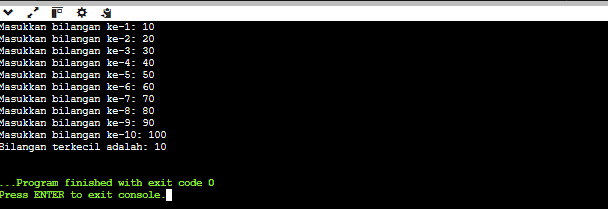 Masukkan bilangan ke-1: 10
Masukkan bilangan ke-2: 20
Masukkan bilangan ke-3: 30
Masukkan bilangan ke-4: 40
Masukkan bilangan ke-5: 50
Masukkan bilangan ke-6: 60
Masukkan bilangan ke-7: 70
Masukkan bilangan ke-8: 80
Masukkan bilangan ke-9: 90
Masukkan bilangan ke-10: 100
Bilangan terkecil adalah: 10
...Program finished with exit code 0
Press ENTER to exit console.